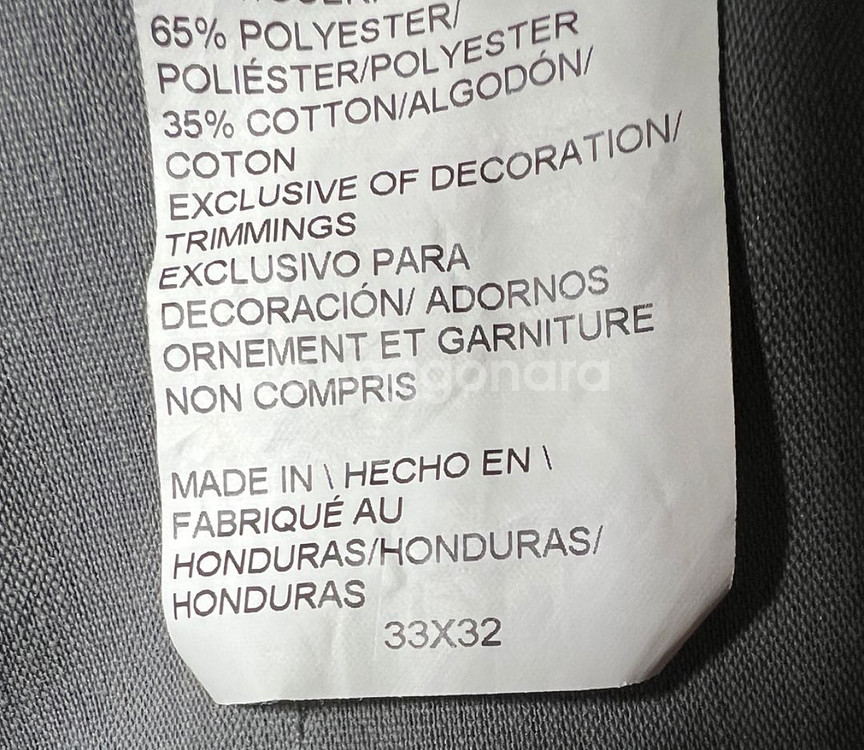 65% POLYESTER/
POLIÉSTER/POLYESTER
35% COTTON/ALGODÓN/
COTON
EXCLUSIVE OF DECORATION/
TRIMMINGS
EXCLUSIVO PARA
DECORACIÓN/ ADORNOS
ORNEMENT ET GARNITURE
NON COMPRIS
MADE IN \ HECHO EN \
FABRIQUÉ AU
HONDURAS/HONDURAS/
HONDURAS
33X32